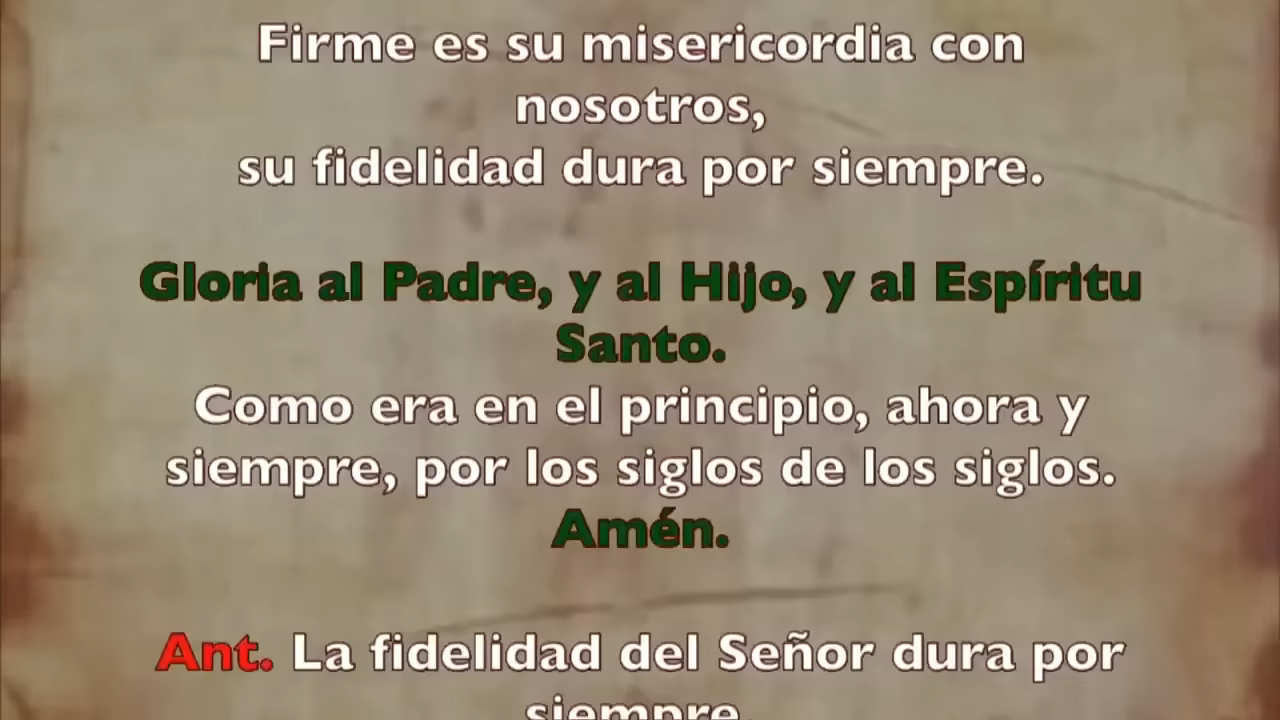 Firme es su misericordia con
nosotros,
su fidelidad dura por siempre.
Gloria al Padre, y al Hijo, y al Espíritu
Santo.
Como era en el principio, ahora y
siempre, por los siglos de los siglos.
Amén.
Ant. La fidelidad del Señor dura por
siempre.